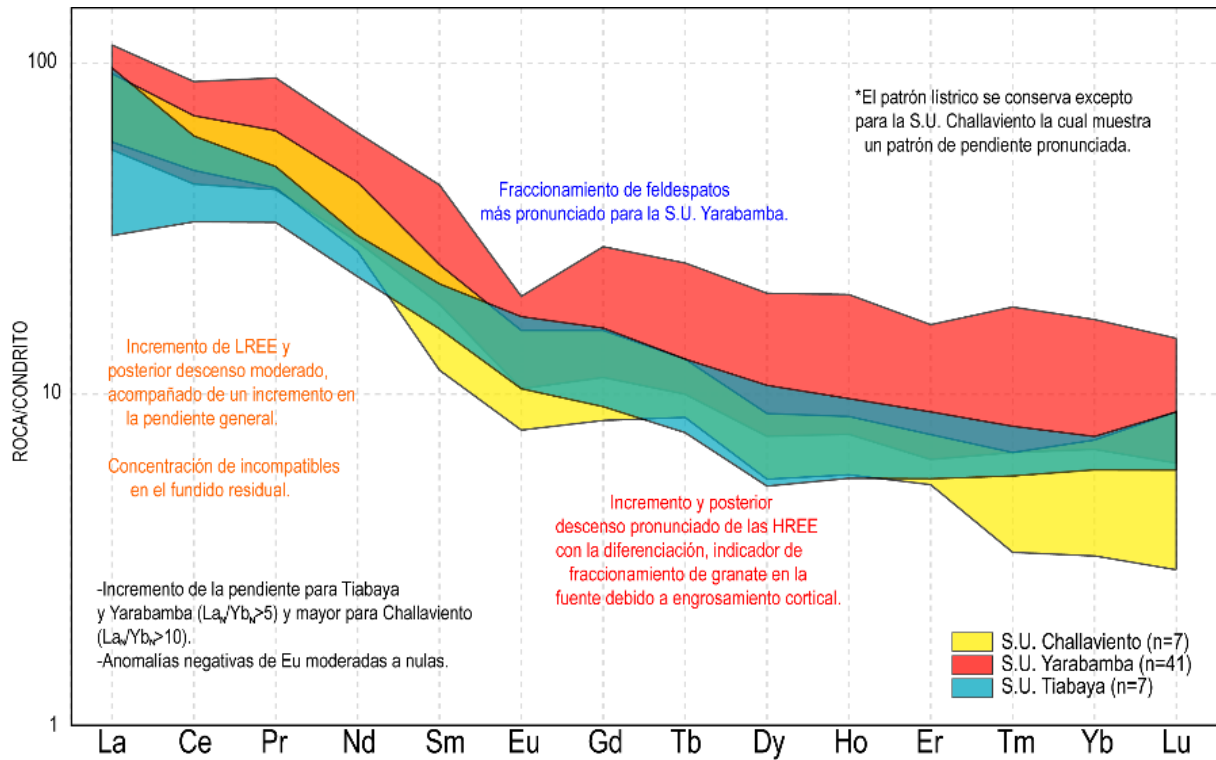 100
10
1
ROCA/CONDRITO
*El patrón lístrico se conserva excepto
para la S.U. Challaviento la cual muestra
un patrón de pendiente pronunciada.
Fraccionamiento de feldespatos
más pronunciado para la S.U. Yarabamba.
Incremento de LREE y
posterior descenso moderado,
acompañado de un incremento en
la pendiente general.
Concentración de incompatibles
en el fundido residual.
Incremento y posterior
descenso pronunciado de las HREE
con la diferenciación, indicador de
fraccionamiento de granate en la
fuente debido a engrosamiento cortical.
-Incremento de la pendiente para Tiabaya
y Yarabamba (LaN/YbN>5) y mayor para Challaviento
(LaN/YbN>10).
-Anomalías negativas de Eu moderadas a nulas.
S.U. Challaviento (n=7)
S.U. Yarabamba (n=41)
S.U. Tiabaya (n=7)
La Ce Pr Nd Sm Eu Gd Tb Dy Ho Er Tm Yb Lu